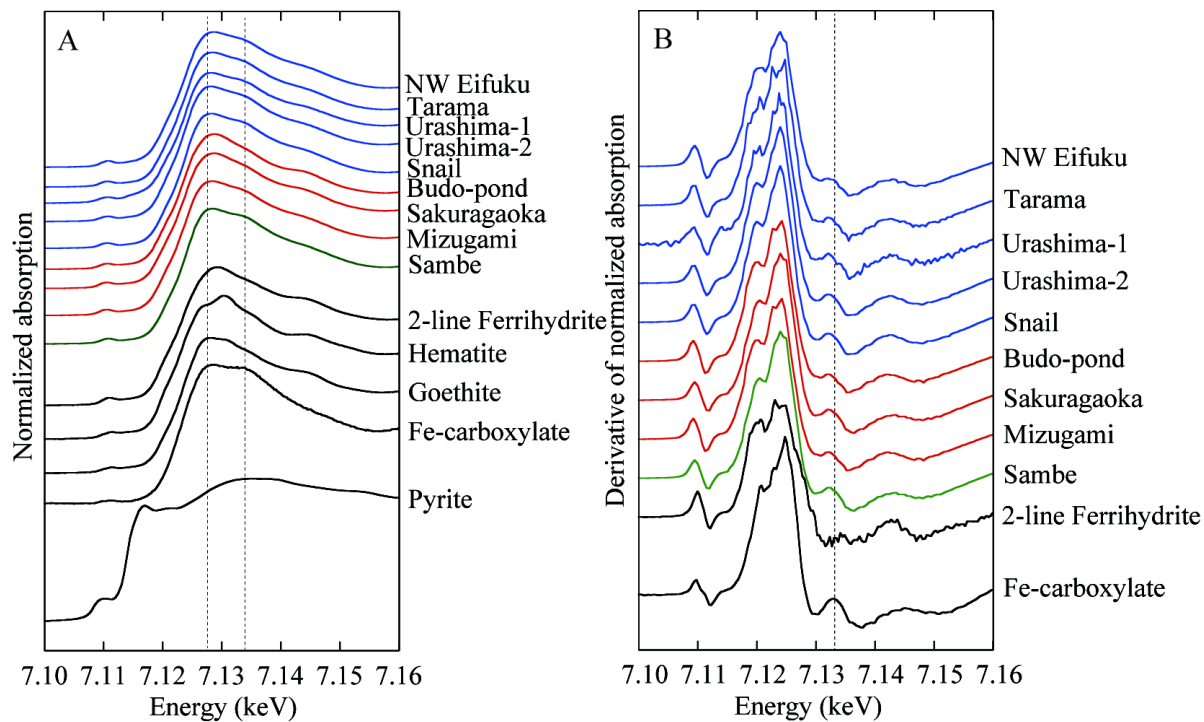 A
Normalized absorption
NW Eifuku
Tarama
Urashima-1
Urashima-2
Snail
Budo-pond
Sakuragaoka
Mizugami
Sambe
2-line Ferrihydrite
Hematite
Goethite
Fe-carboxylate
Pyrite
7.10 7.11 7.12 7.13 7.14 7.15 7.16
Energy (keV)
B
Derivative of normalized absorption
NW Eifuku
Tarama
Urashima-1
Urashima-2
Snail
Budo-pond
Sakuragaoka
Mizugami
Sambe
2-line Ferrihydrite
Fe-carboxylate
7.10 7.11 7.12 7.13 7.14 7.15 7.16
Energy (keV)